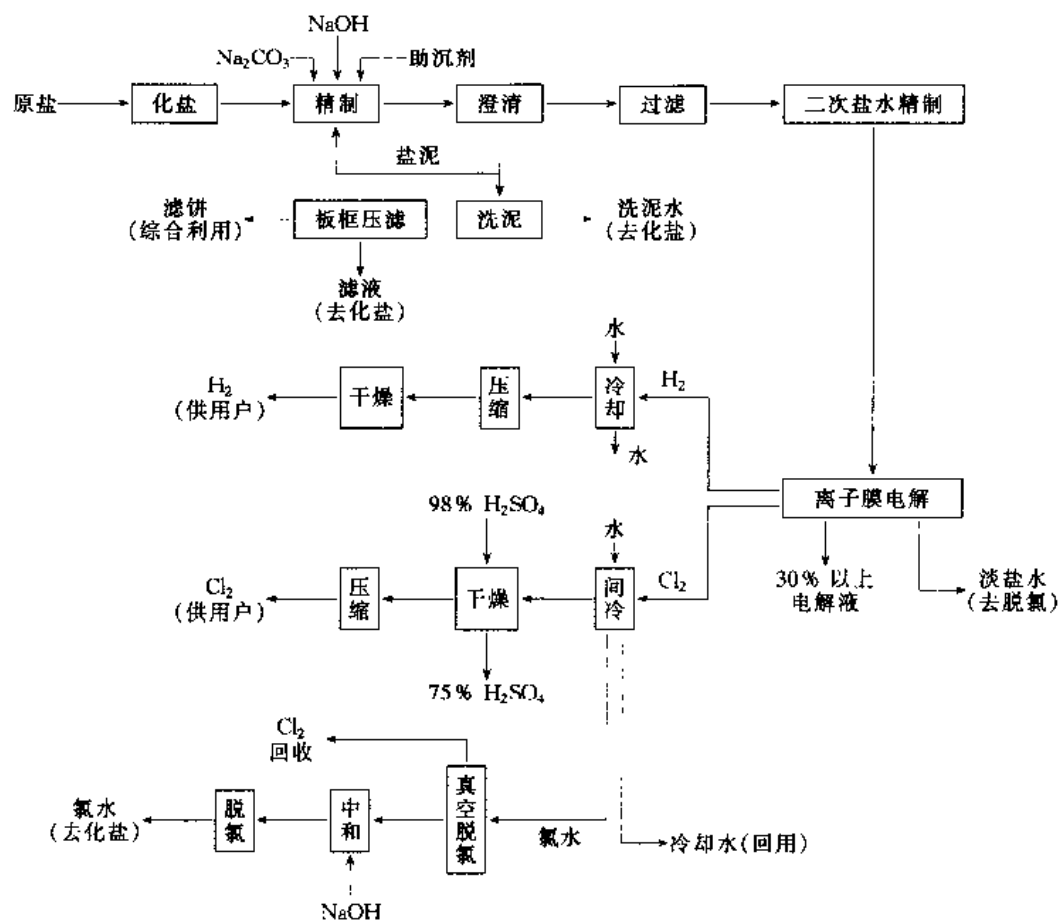 NaOH
Na₂CO₃
助沉剂
原盐
化盐
精制
澄清
过滤
二次盐水精制
盐泥
滤饼
(综合利用)
板框压滤
洗泥
洗泥水
(去化盐)
滤液
(去化盐)
水
H₂
(供用户)
干燥
压缩
冷却
H₂
水
离子膜电解
98% H₂SO₄
水
Cl₂
(供用户)
压缩
干燥
间冷
Cl₂
30% 以上
电解液
淡盐水
(去脱氯)
75% H₂SO₄
Cl₂
回收
氯水
(去化盐)
脱氯
中和
真空脱氯
氯水
冷却水(回用)
NaOH